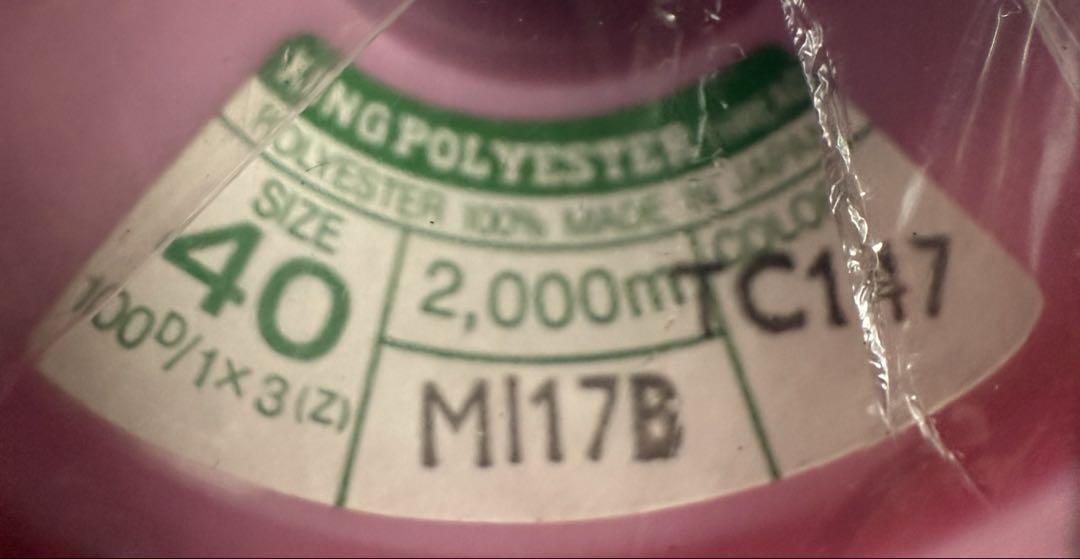 KING POLYESTER
POLYESTER 100% MADE IN JAPAN
SIZE
40
100D/1×3(Z)
2,000m
MI17B
COLOR
TC147